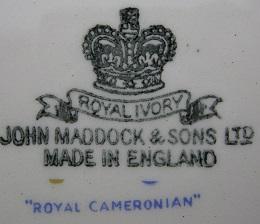 ROYAL IVORY
JOHN MADDOCK & SONS LTD
MADE IN ENGLAND
"ROYAL CAMERONIAN"